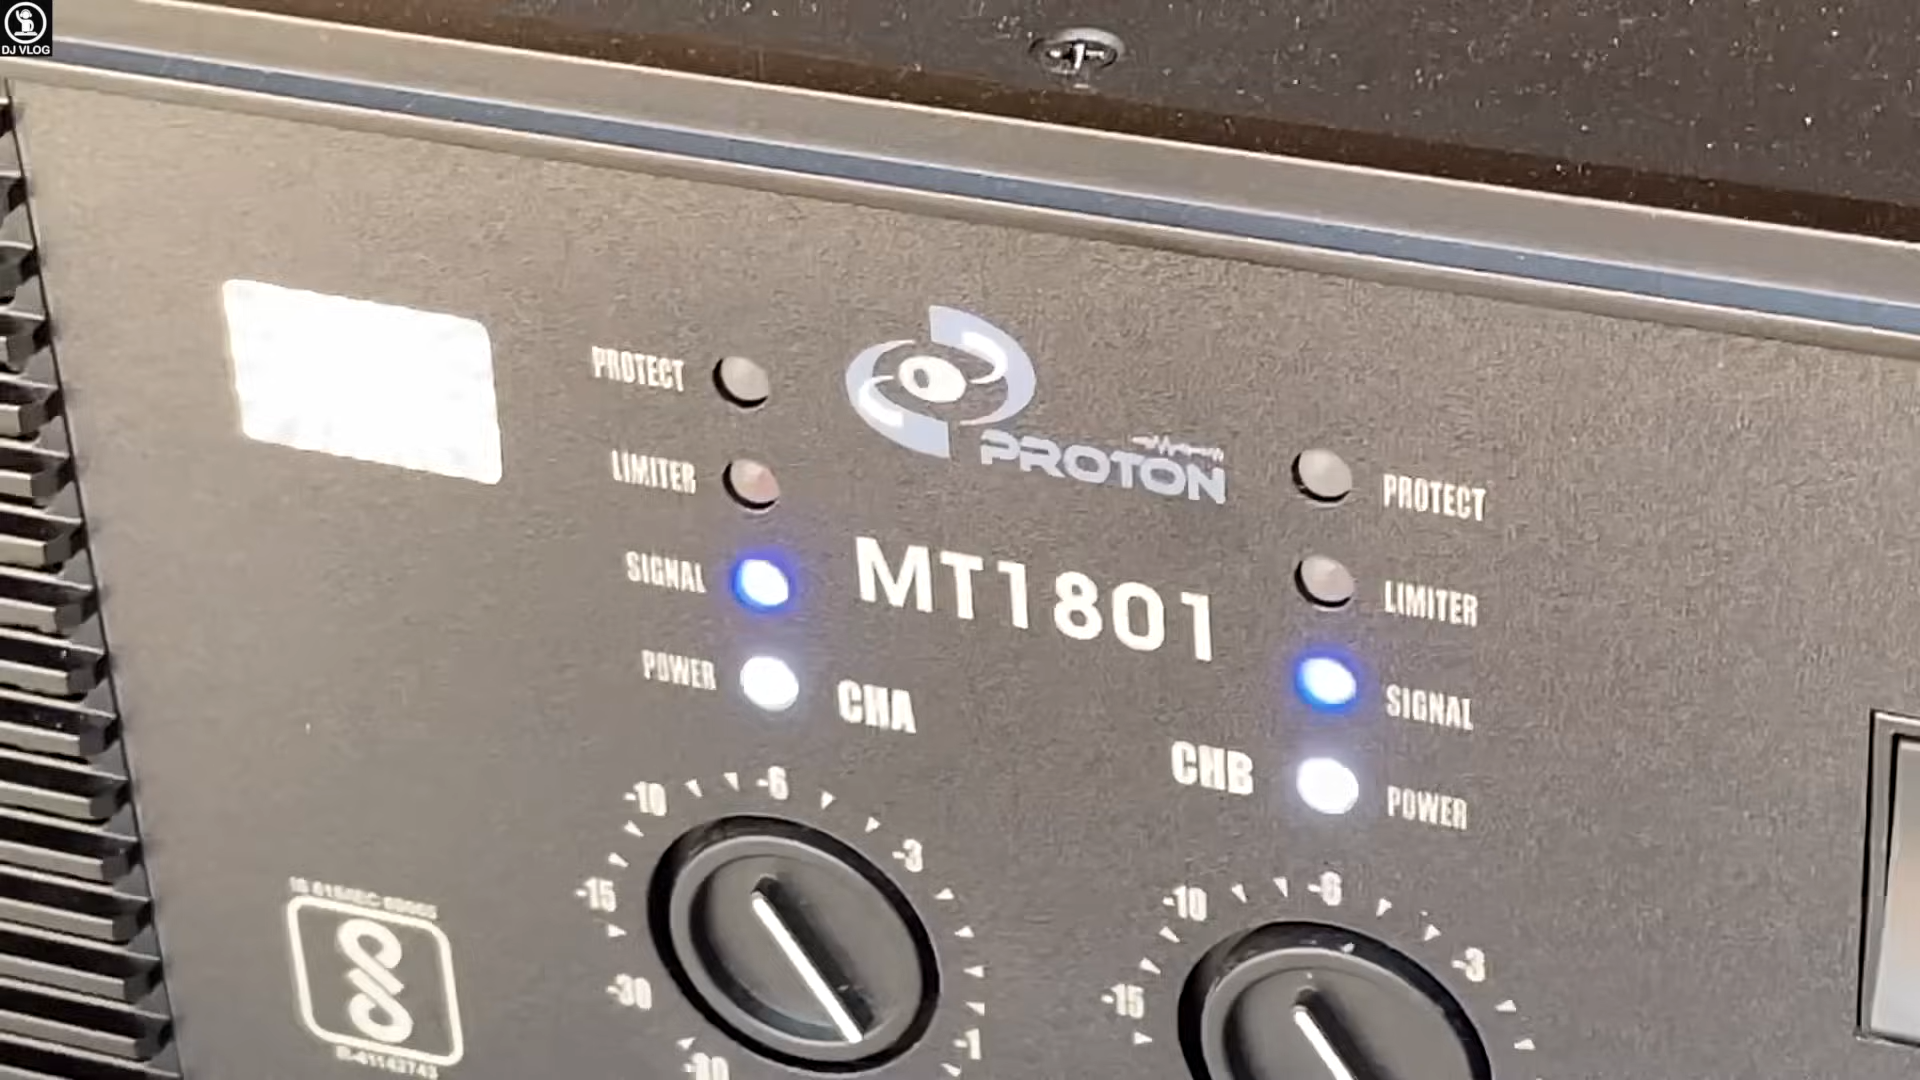 DJ VLOG
PROTECT
LIMITER
SIGNAL
POWER
CHA
PROTON
MT1801
PROTECT
LIMITER
SIGNAL
POWER
CHB
-10
-6
-3
-15
-30
-1
-10
-6
-3
-15